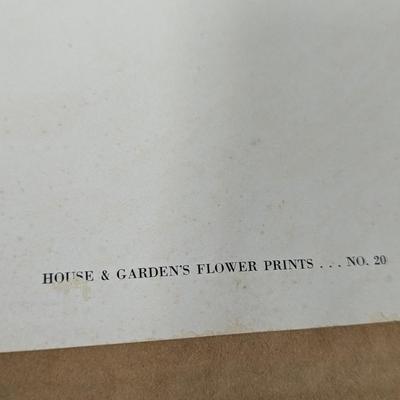 HOUSE & GARDEN'S FLOWER PRINTS . . . NO. 20